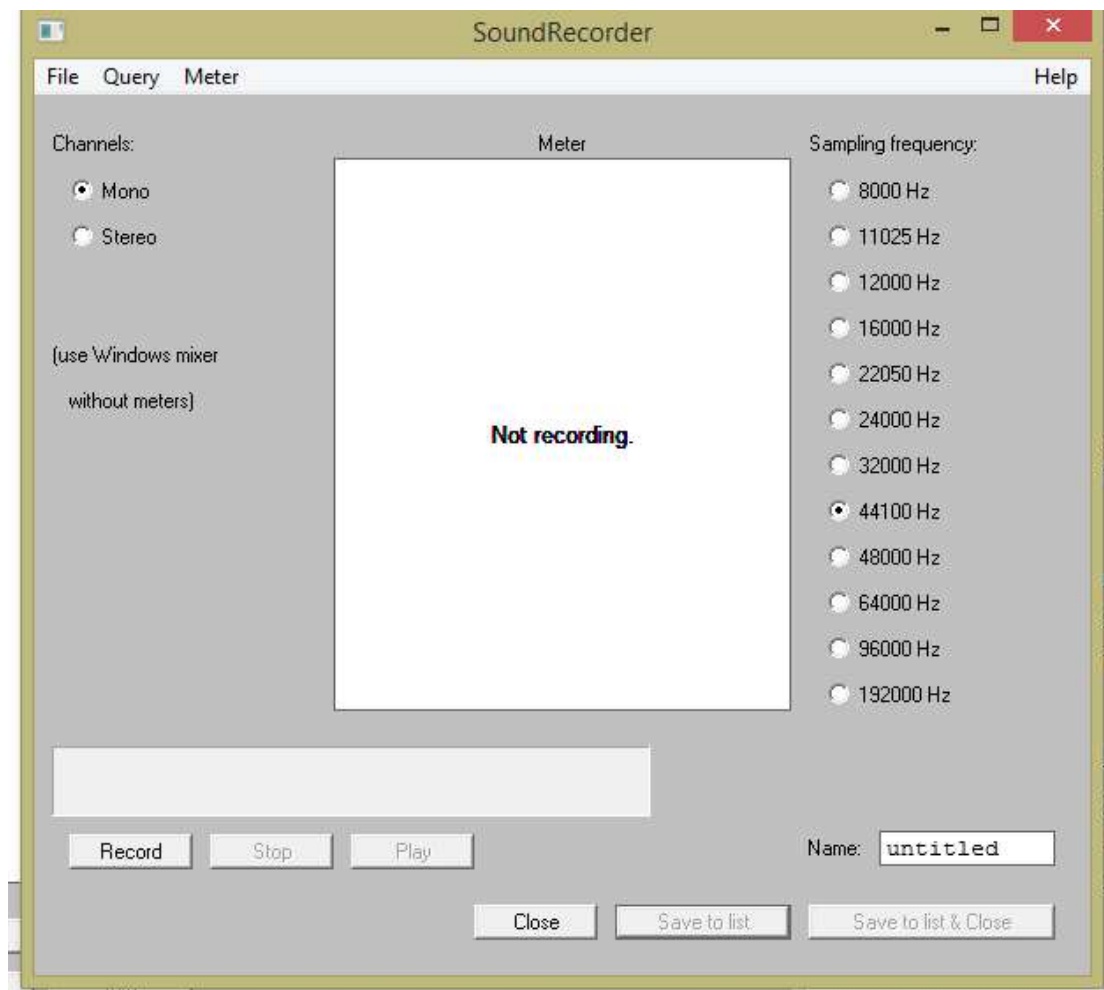 SoundRecorder
File Query Meter Help
Channels:
Mono
Stereo
(use Windows mixer
without meters)
Meter
Not recording.
Sampling frequency:
8000 Hz
11025 Hz
12000 Hz
16000 Hz
22050 Hz
24000 Hz
32000 Hz
44100 Hz
48000 Hz
64000 Hz
96000 Hz
192000 Hz
Record Stop Play
Name: untitled
Close Save to list Save to list & Close